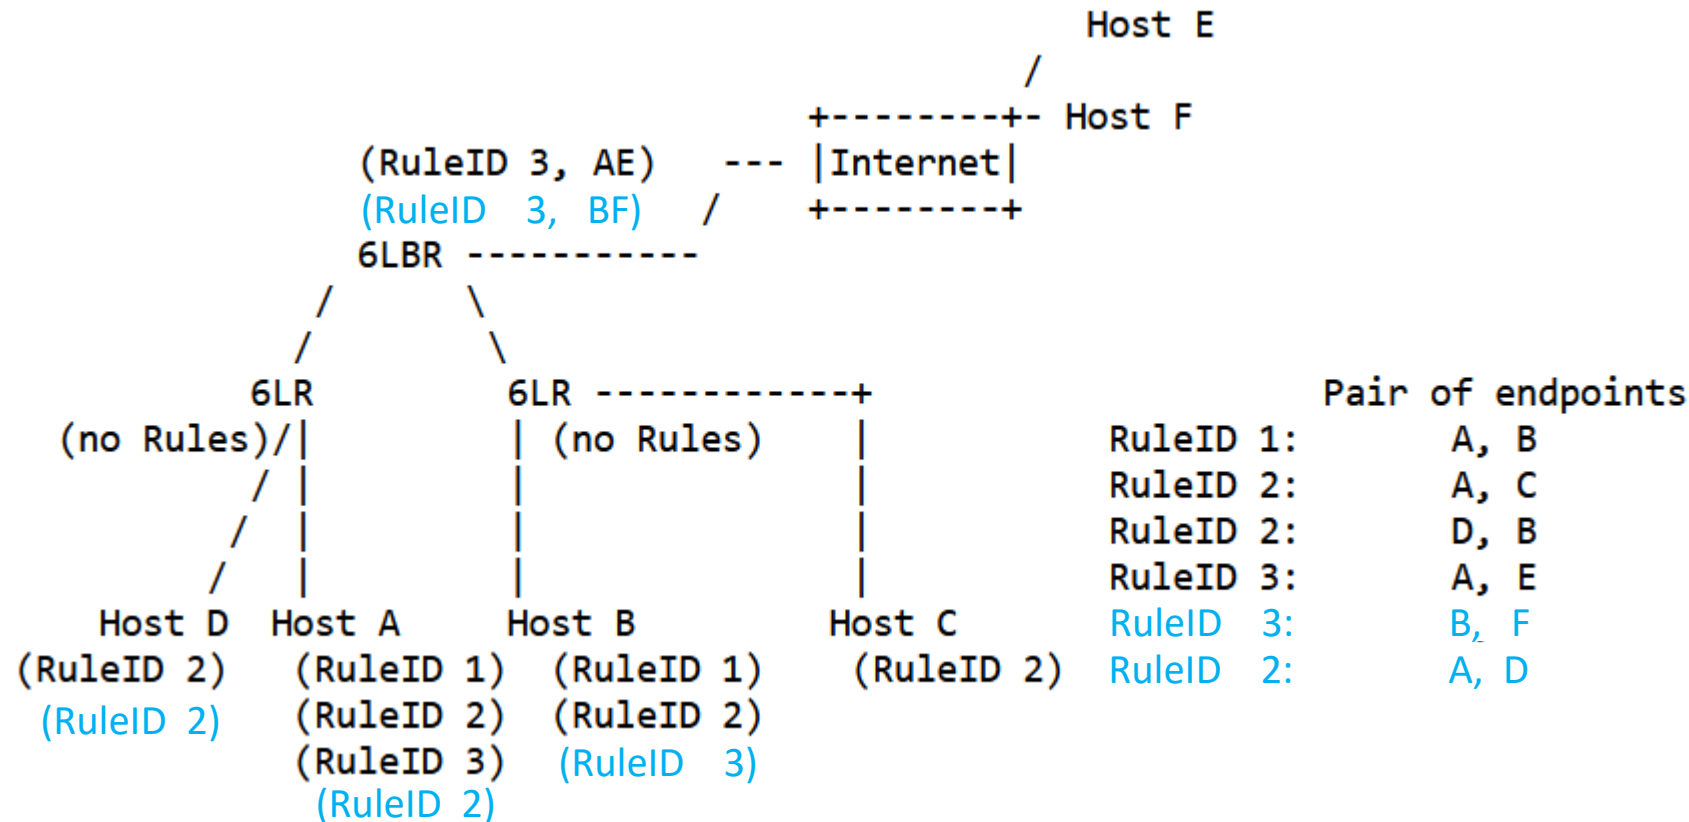 Host E
/
+--------+- Host F
(RuleID 3, AE) --- |Internet|
(RuleID 3, BF) / +--------+
6LBR -----------
/ \
/ \
6LR 6LR ------------+ Pair of endpoints
(no Rules)/| | (no Rules) | RuleID 1: A, B
/ | | | RuleID 2: A, C
/ | | | RuleID 2: D, B
/ | | | RuleID 3: A, E
Host D Host A Host B Host C RuleID 3: B, F
(RuleID 2) (RuleID 1) (RuleID 1) (RuleID 2) RuleID 2: A, D
(RuleID 2) (RuleID 2) (RuleID 2)
(RuleID 3) (RuleID 3)
(RuleID 2)